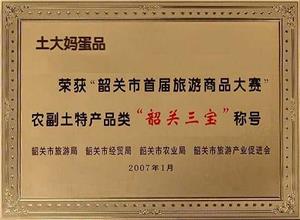 土大妈蛋品
荣获“韶关市首届旅游商品大赛”
农副土特产品类“韶关三宝”称号
韶关市旅游局 韶关市经贸局 韶关市农业局 韶关市旅游产业促进会
2007年1月